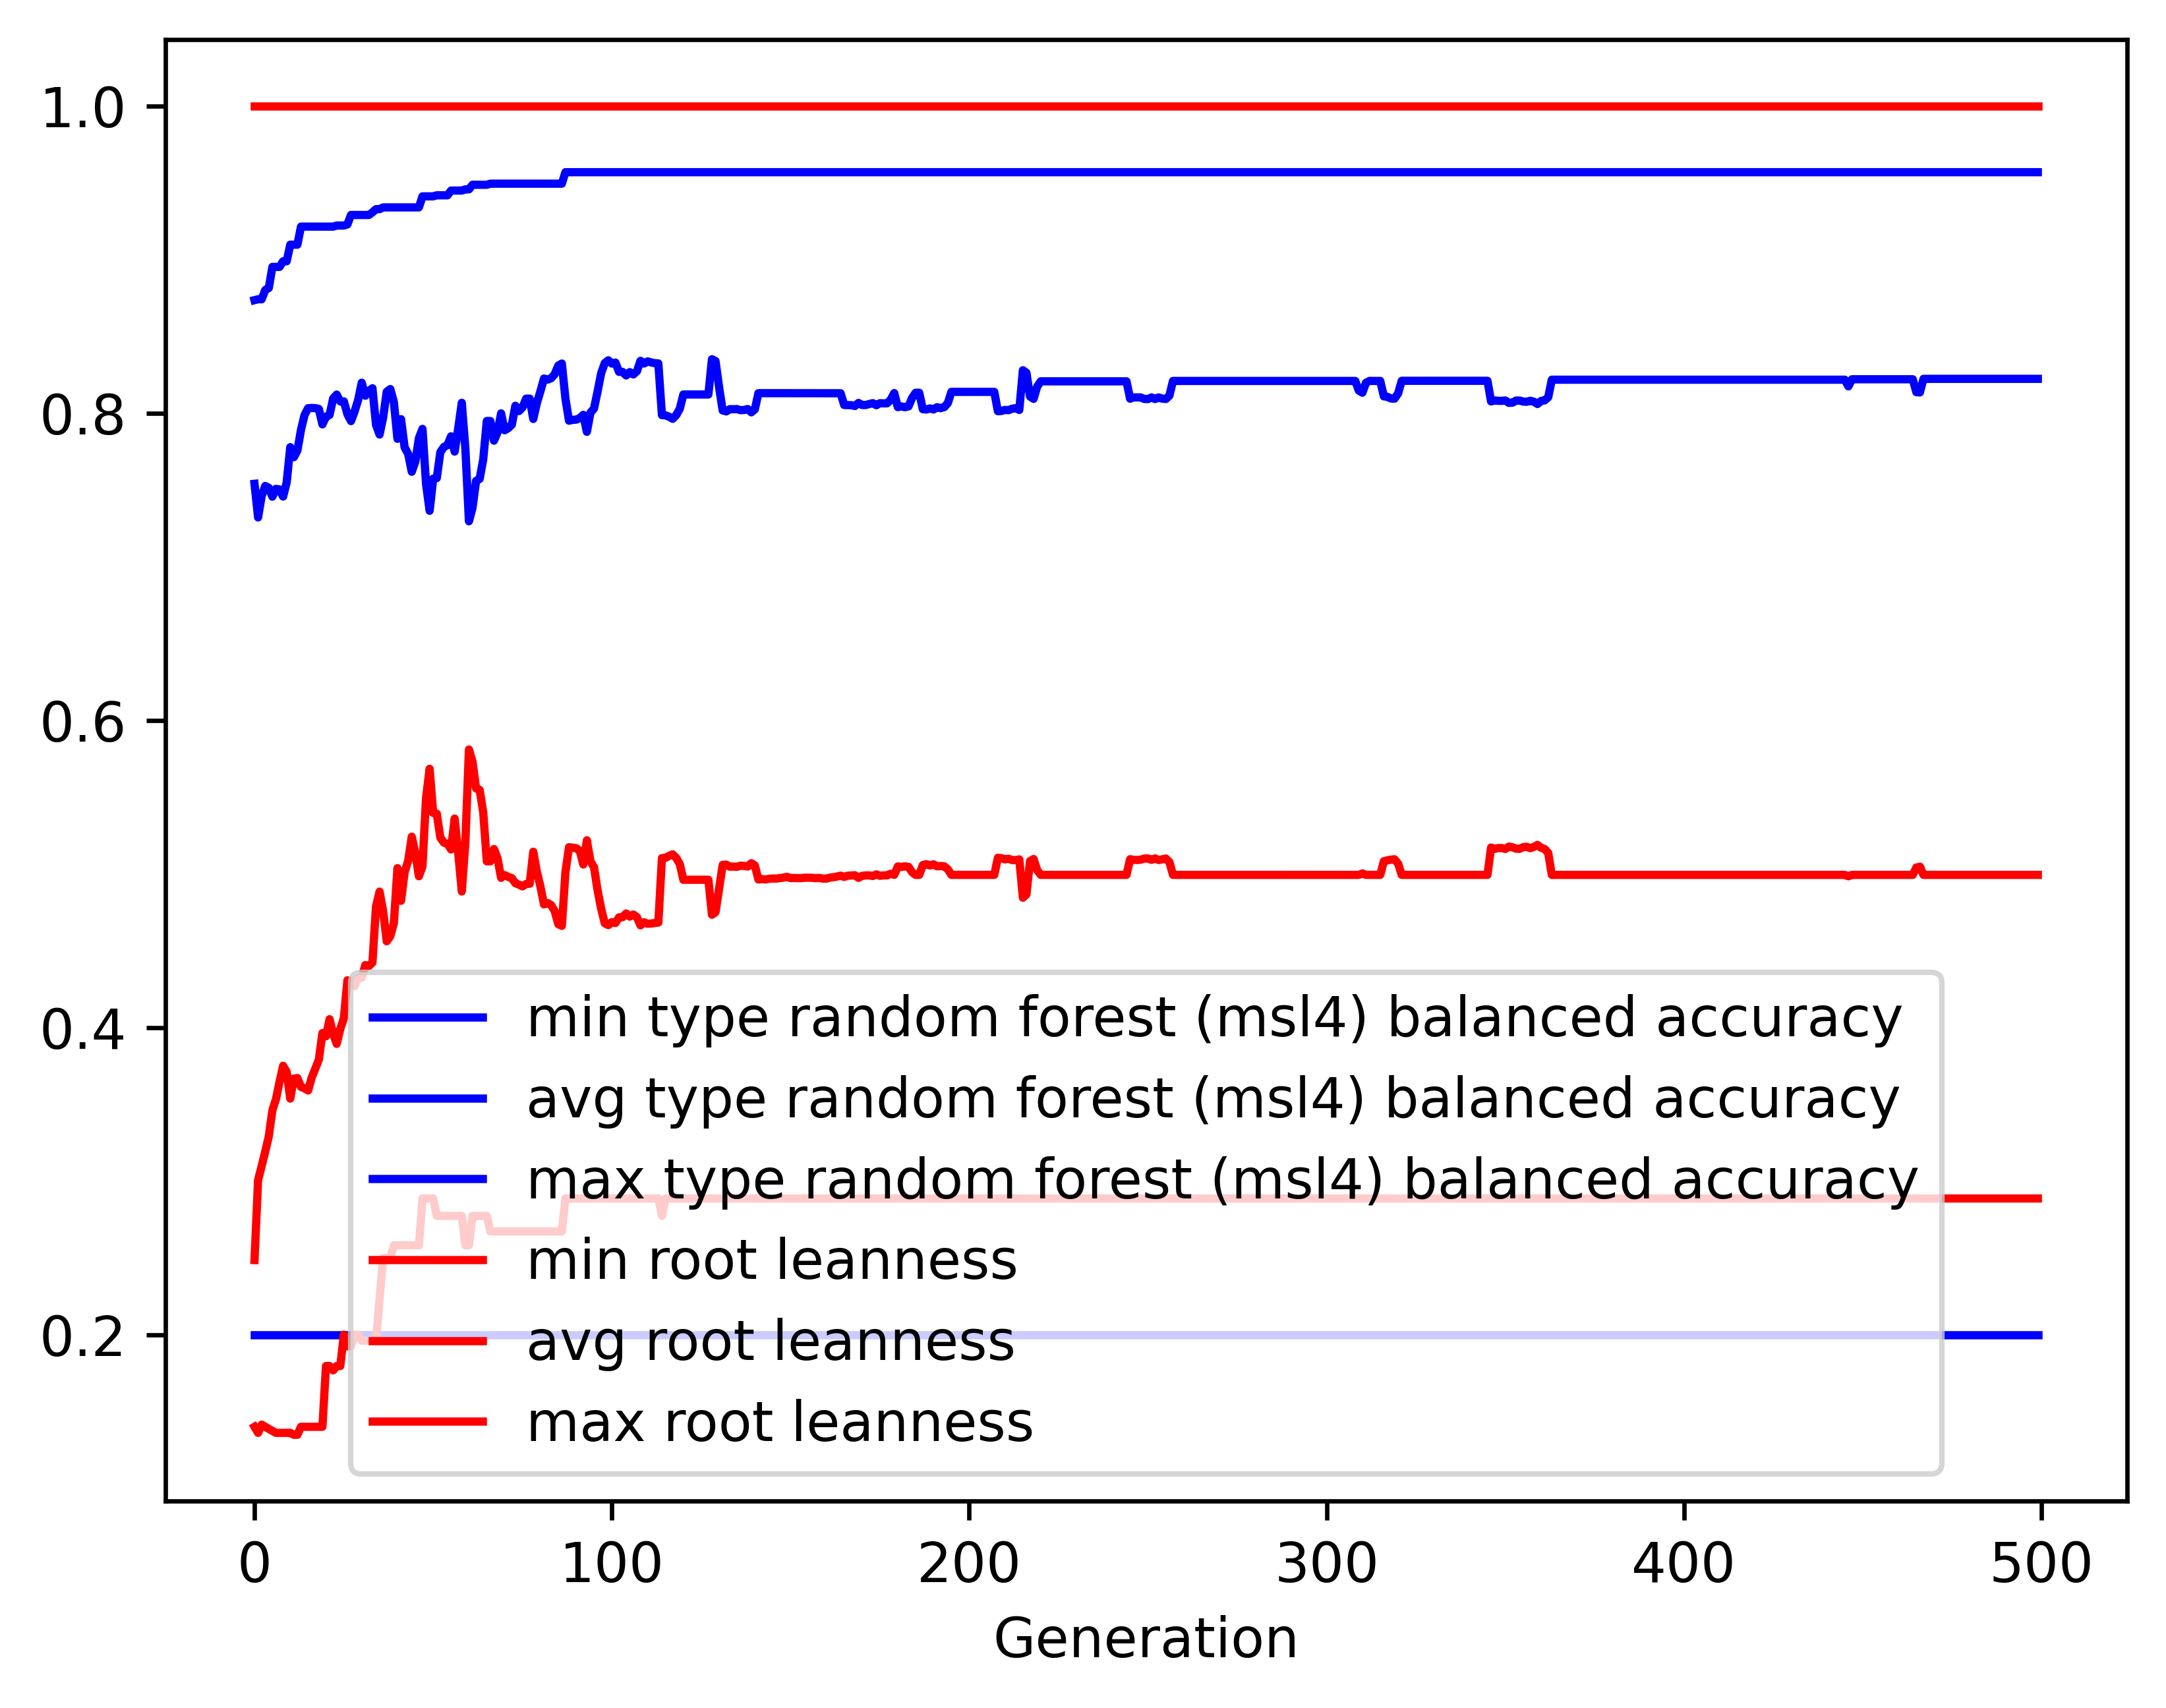 1.0
0.8
0.6
0.4
0.2
min type random forest (msl4) balanced accuracy
avg type random forest (msl4) balanced accuracy
max type random forest (msl4) balanced accuracy
min root leanness
avg root leanness
max root leanness
0 100 200 300 400 500
Generation